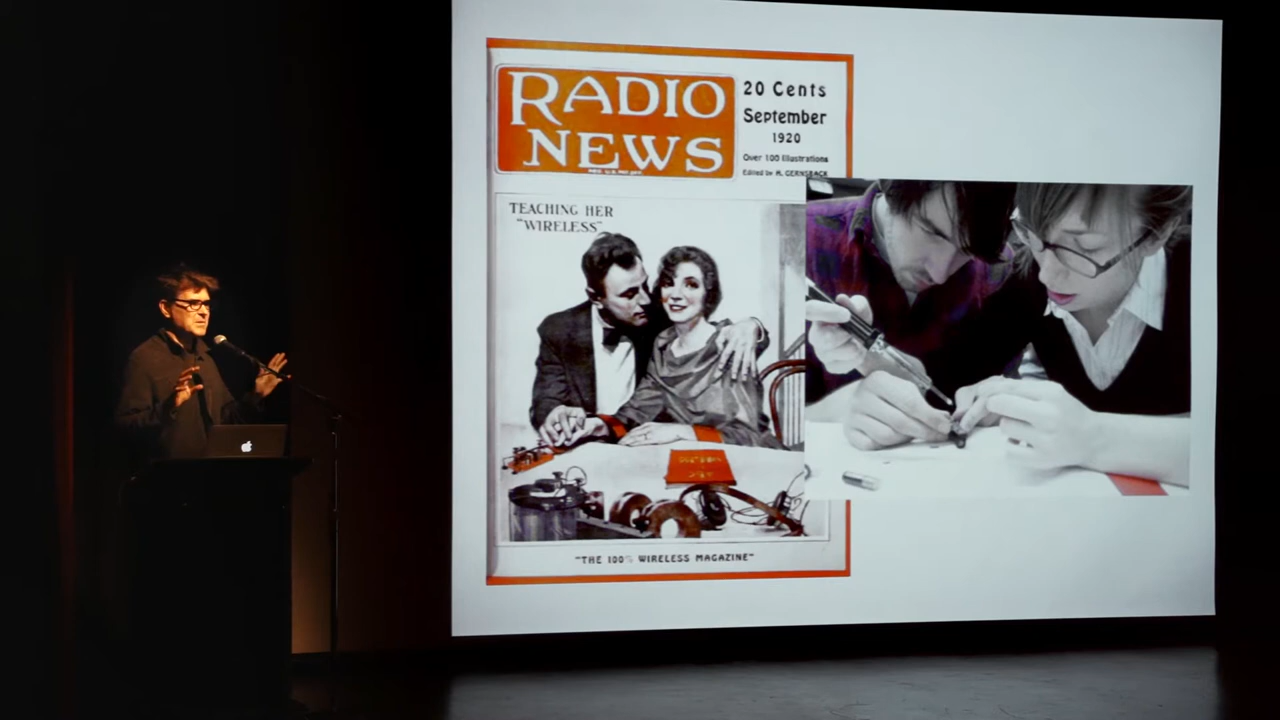 RADIO
NEWS
20 Cents
September
1920
Over 100 Illustrations
Edited by H. GERNSBACK
TEACHING HER
"WIRELESS"
"THE 100% WIRELESS MAGAZINE"